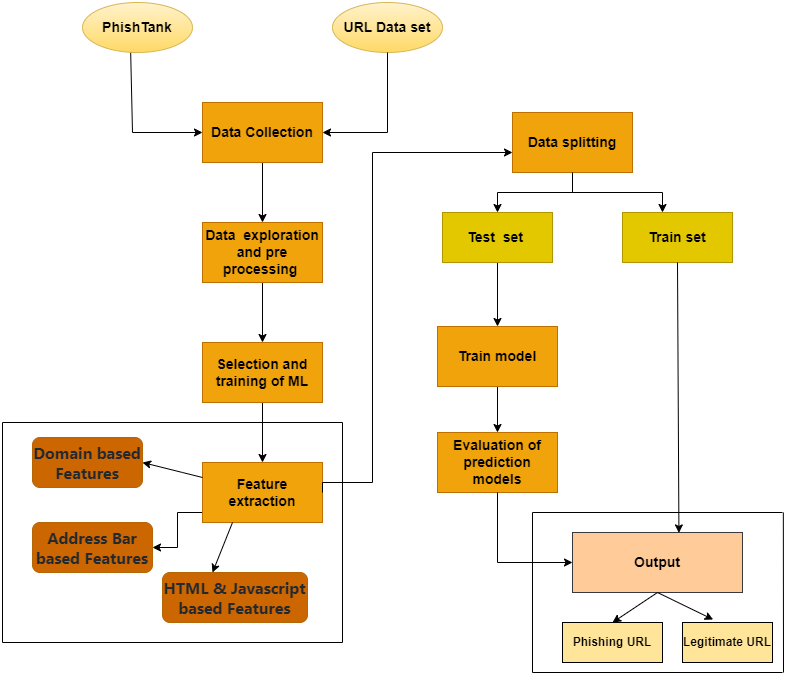 PhishTank
URL Data set
Data Collection
Data exploration
and pre
processing)
Selection and
training of ML
Feature
extraction
Domain based
Features
Address Bar
based Features
HTML & Javascript
based Features
Data splitting
Test set
Train set
Train model
Evaluation of
prediction
models)
Output
Phishing URL
Legitimate URL